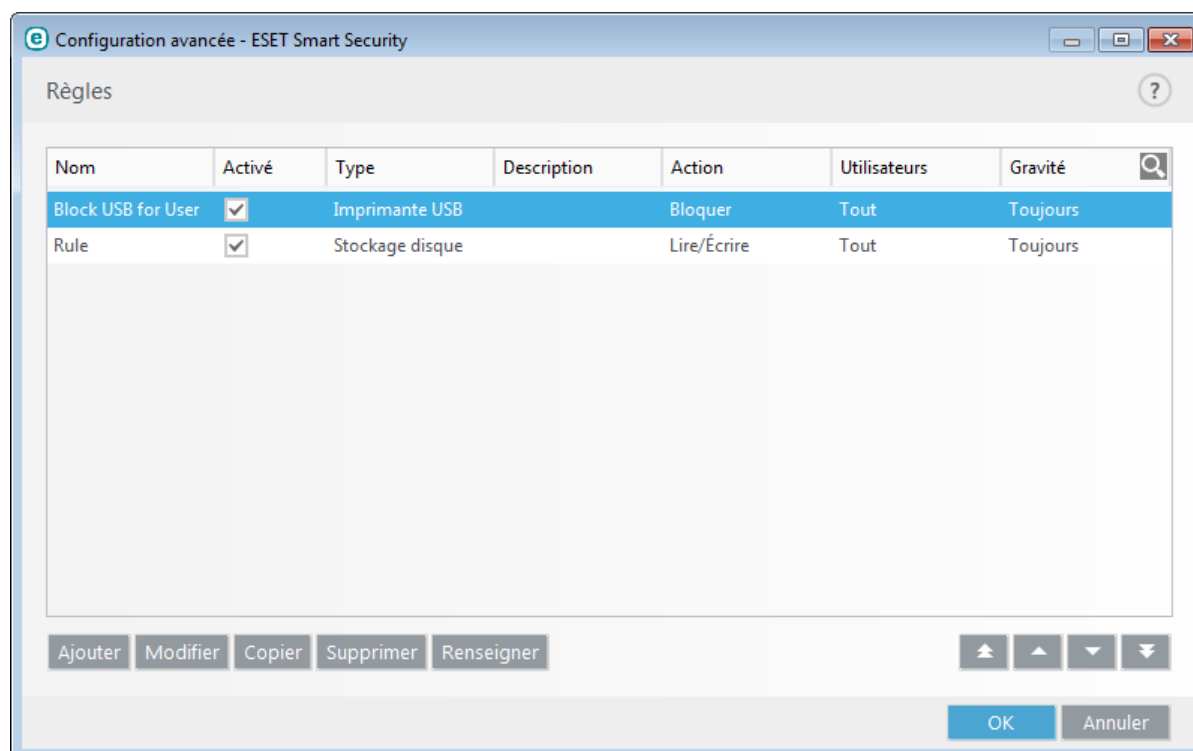 Configuration avancée - ESET Smart Security
Règles
?
Nom Activé Type Description Action Utilisateurs Gravité
Block USB for User Imprimante USB Bloquer Tout Toujours
Rule Stockage disque Lire/Écrire Tout Toujours
Ajouter Modifier Copier Supprimer Renseigner
OK Annuler